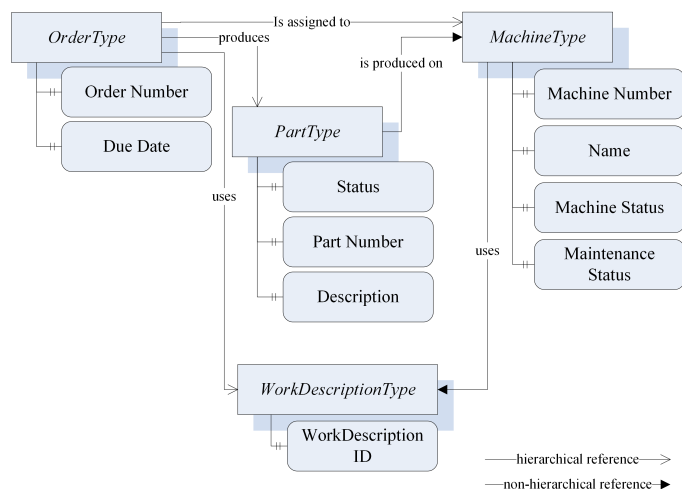 OrderType
Order Number
Due Date
Is assigned to
produces
uses
PartType
Status
Part Number
Description
is produced on
MachineType
Machine Number
Name
Machine Status
Maintenance
Status
uses
WorkDescriptionType
WorkDescription
ID
hierarchical reference
non-hierarchical reference